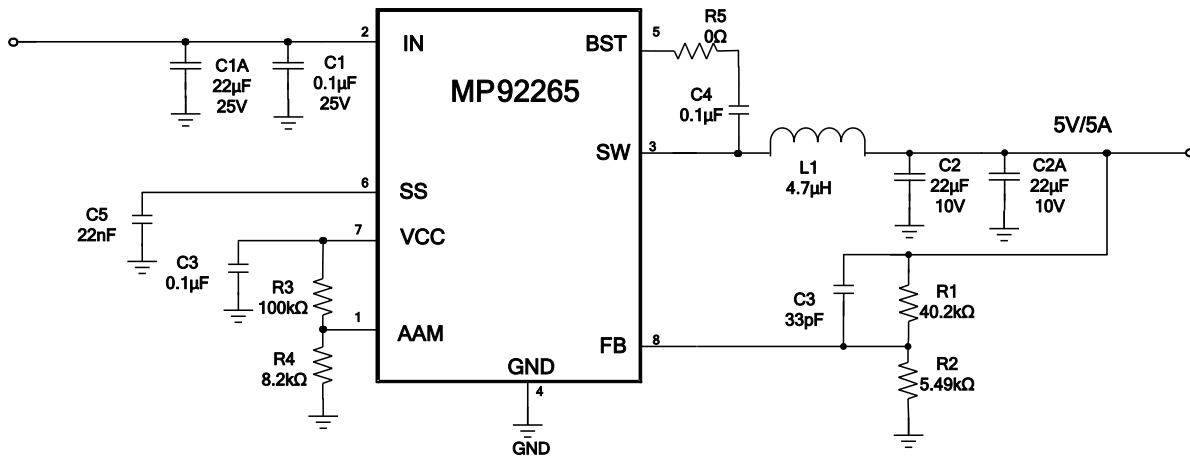 2
IN
C1A
22µF
25V
C1
0.1µF
25V
MP92265
BST
5
R5
0Ω
C4
0.1µF
SW
3
L1
4.7µH
5V/5A
C2
22µF
10V
C2A
22µF
10V
6
SS
C5
22nF
7
VCC
C3
0.1µF
R3
100kΩ
1
AAM
R4
8.2kΩ
GND
4
GND
FB
8
C3
33pF
R1
40.2kΩ
R2
5.49kΩ